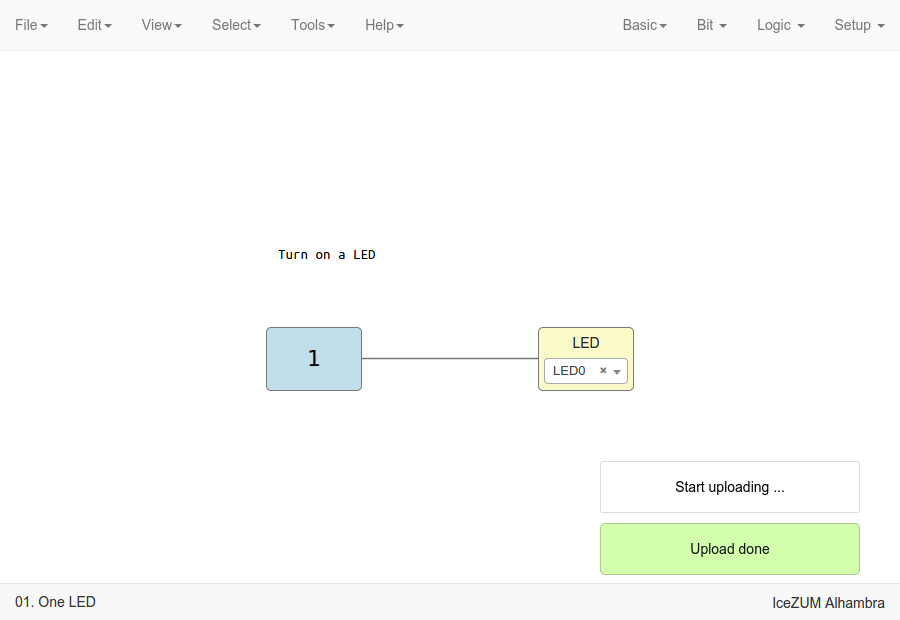 File Edit View Select Tools Help Basic Bit Logic Setup
Turn on a LED
1
LED
LED0 ×
Start uploading ...
Upload done
01. One LED IceZUM Alhambra